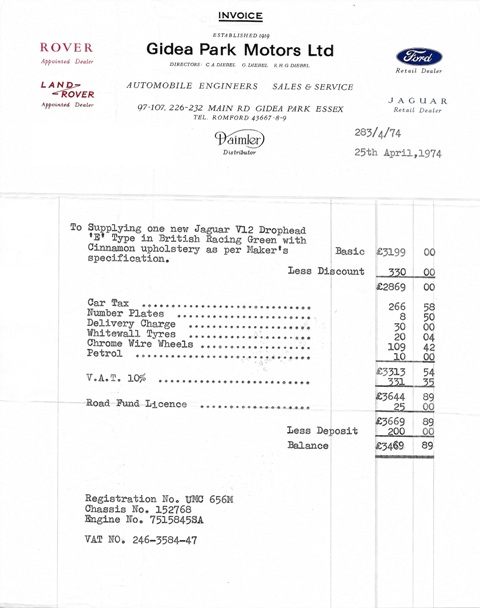 INVOICE
ESTABLISHED 1919
Gidea Park Motors Ltd
DIRECTORS: C A DIEBEL G. DIEBEL R.H.G DIEBEL
ROVER
Appointed Dealer
LAND-ROVER
Appointed Dealer
Ford
Retail Dealer
JAGUAR
Retail Dealer
AUTOMOBILE ENGINEERS SALES & SERVICE
97-107, 226-232 MAIN RD GIDEA PARK ESSEX
TEL. ROMFORD 43667-8-9
Daimler
Distributor
283/4/74
25th April,1974
To Supplying one new Jaguar V12 Drophead
'E' Type in British Racing Green with
Cinnamon upholstery as per Maker's
specification.
Basic £3199 00
Less Discount 330 00
£2869 00
Car Tax .............................. 266 58
Number Plates ........................ 8 50
Delivery Charge ...................... 30 00
Whitewall Tyres ...................... 20 04
Chrome Wire Wheels ................... 109 42
Petrol ............................... 10 00
£3313 54
V.A.T. 10% ........................... 331 35
£3644 89
Road Fund Licence .................... 25 00
£3669 89
Less Deposit 200 00
Balance £3469 89
Registration No. UMC 656M
Chassis No. 152768
Engine No. 7S15845SA
VAT NO. 246-3584-47